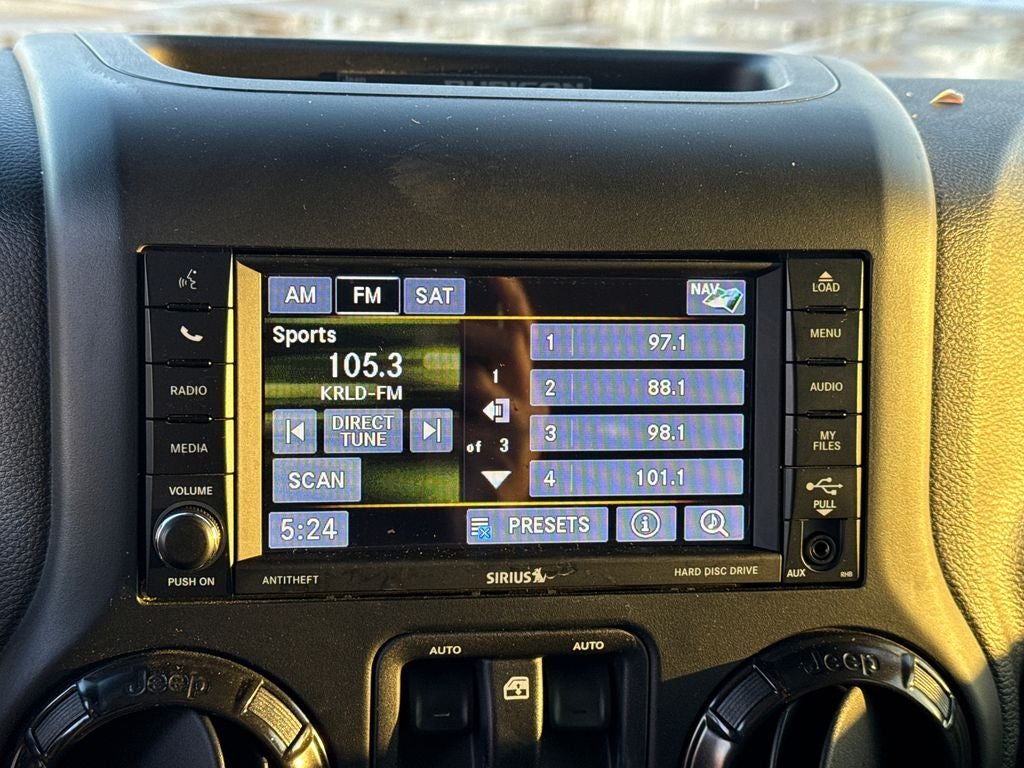 RUBICON
AM FM SAT NAV
LOAD
Sports
1 97.1
MENU
105.3
KRLD-FM
1
2 88.1
RADIO
AUDIO
DIRECT
TUNE
of 3
3 98.1
MEDIA
MY
FILES
SCAN
4 101.1
VOLUME
PULL
5:24 PRESETS
PUSH ON
ANTITHEFT
SIRIUS
HARD DISC DRIVE
AUX
RHB
AUTO AUTO
Jeep Jeep